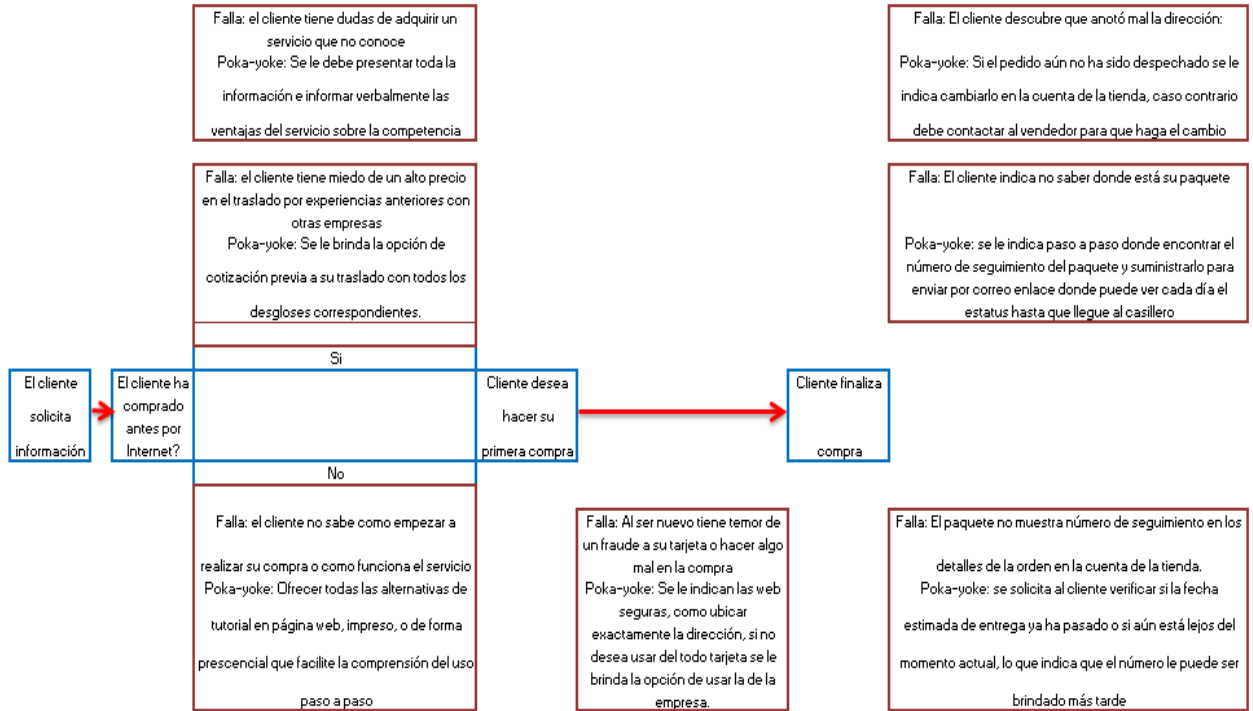 Falla: el cliente tiene dudas de adquirir un
servicio que no conoce
Poka-yoke: Se le debe presentar toda la
información e informar verbalmente las
ventajas del servicio sobre la competencia
Falla: El cliente descubre que anotó mal la dirección:
Poka-yoke: Si el pedido aún no ha sido despechado se le
indica cambiarlo en la cuenta de la tienda, caso contrario
debe contactar al vendedor para que haga el cambio
Falla: el cliente tiene miedo de un alto precio
en el traslado por experiencias anteriores con
otras empresas
Poka-yoke: Se le brinda la opción de
cotización previa a su traslado con todos los
desgloses correspondientes.
Falla: El cliente indica no saber donde está su paquete
Poka-yoke: se le indica paso a paso donde encontrar el
número de seguimiento del paquete y suministrarlo para
enviar por correo enlace donde puede ver cada día el
estatus hasta que llegue al casillero
Si
El cliente
solicita
información
El cliente ha
comprado
antes por
Internet?
Cliente desea
hacer su
primera compra
Cliente finaliza
compra
No
Falla: el cliente no sabe como empezar a
realizar su compra o como funciona el servicio
Poka-yoke: Ofrecer todas las alternativas de
tutorial en página web, impreso, o de forma
prescencial que facilite la comprensión del uso
paso a paso
Falla: Al ser nuevo tiene temor de
un fraude a su tarjeta o hacer algo
mal en la compra
Poka-yoke: Se le indican las web
seguras, como ubicar
exactamente la dirección, si no
desea usar del todo tarjeta se le
brinda la opción de usar la de la
empresa.
Falla: El paquete no muestra número de seguimiento en los
detalles de la orden en la cuenta de la tienda.
Poka-yoke: se solicita al cliente verificar si la fecha
estimada de entrega ya ha pasado o si aún está lejos del
momento actual, lo que indica que el número le puede ser
brindado más tarde